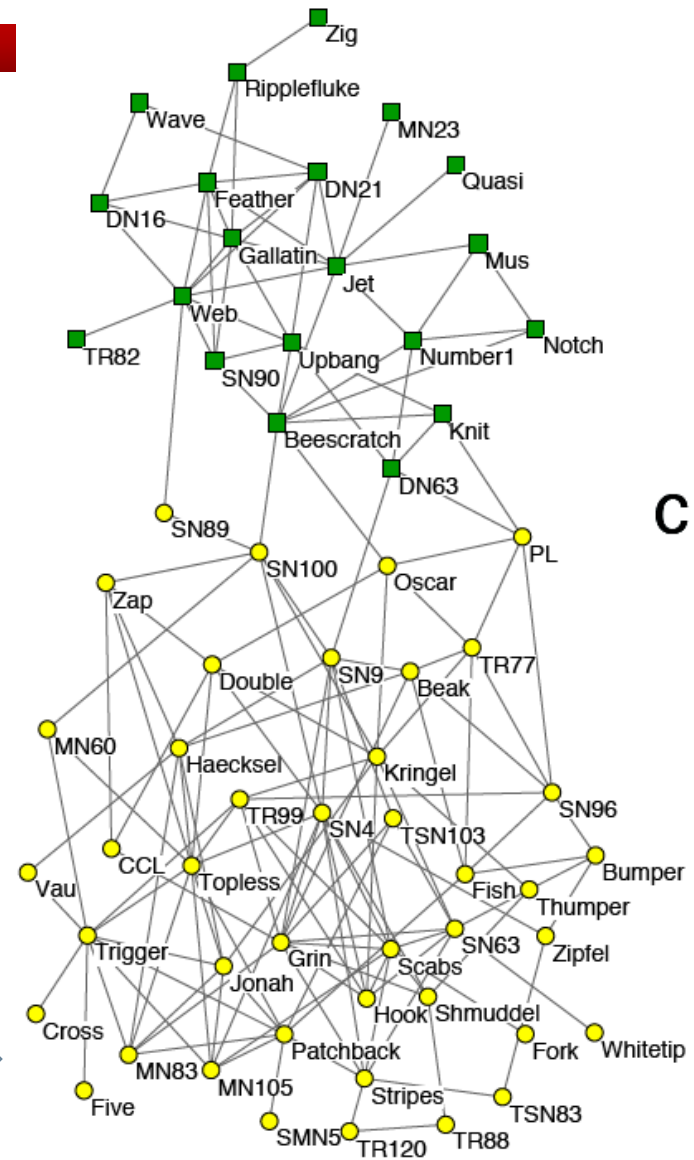 Zig
Ripplefluke
Wave
MN23
DN21
Quasi
Feather
DN16
Gallatin
Mus
Jet
Web
TR82
Upbang
Number1
Notch
SN90
Beescratch
Knit
DN63
C
SN89
PL
SN100
Oscar
Zap
Double
SN9
TR77
Beak
MN60
Haecksel
Kringel
SN96
TR99
SN4
TSN103
CCL
Topless
Bumper
Vau
Fish
Thumper
Trigger
Grin
SN63
Zipfel
Scabs
Jonah
Cross
Hook
Shmuddel
Patchback
Fork
Whitetip
MN83
MN105
Stripes
Five
TSN83
SMN5
TR120
TR88